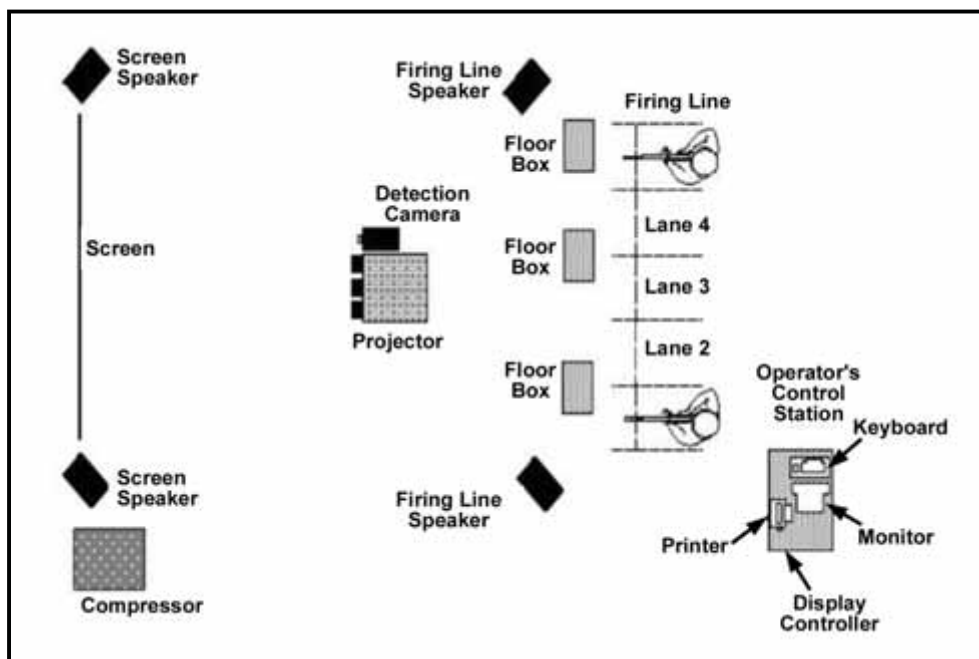 Screen
Speaker
Firing Line
Speaker
Firing Line
Floor
Box
Detection
Camera
Lane 4
Screen
Floor
Box
Lane 3
Projector
Lane 2
Floor
Box
Operator's
Control
Station
Keyboard
Screen
Speaker
Firing Line
Speaker
Printer
Monitor
Compressor
Display
Controller